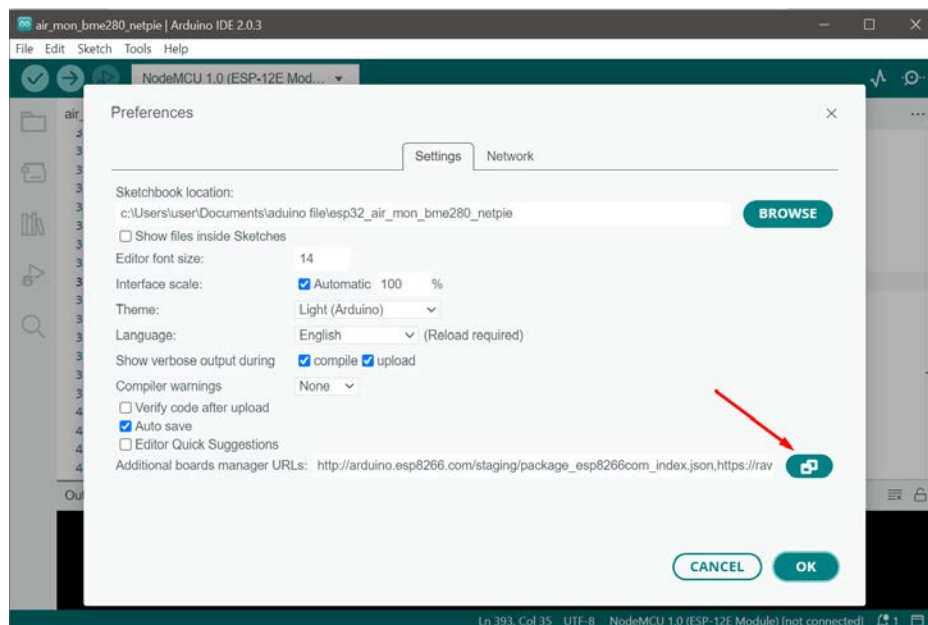 air_mon_bme280_netpie | Arduino IDE 2.0.3
File Edit Sketch Tools Help
NodeMCU 1.0 (ESP-12E Mod...
air_
Preferences
Settings Network
Sketchbook location:
c:\Users\user\Documents\aduino file\esp32_air_mon_bme280_netpie
BROWSE
Show files inside Sketches
Editor font size: 14
Interface scale: Automatic 100 %
Theme: Light (Arduino)
Language: English (Reload required)
Show verbose output during compile upload
Compiler warnings None
Verify code after upload
Auto save
Editor Quick Suggestions
Additional boards manager URLs: http://arduino.esp8266.com/staging/package_esp8266com_index.json,https://rav
Ou
CANCEL OK
Ln 393, Col 35 UTF-8 NodeMCU 1.0 (ESP-12E Module) [not connected] 1